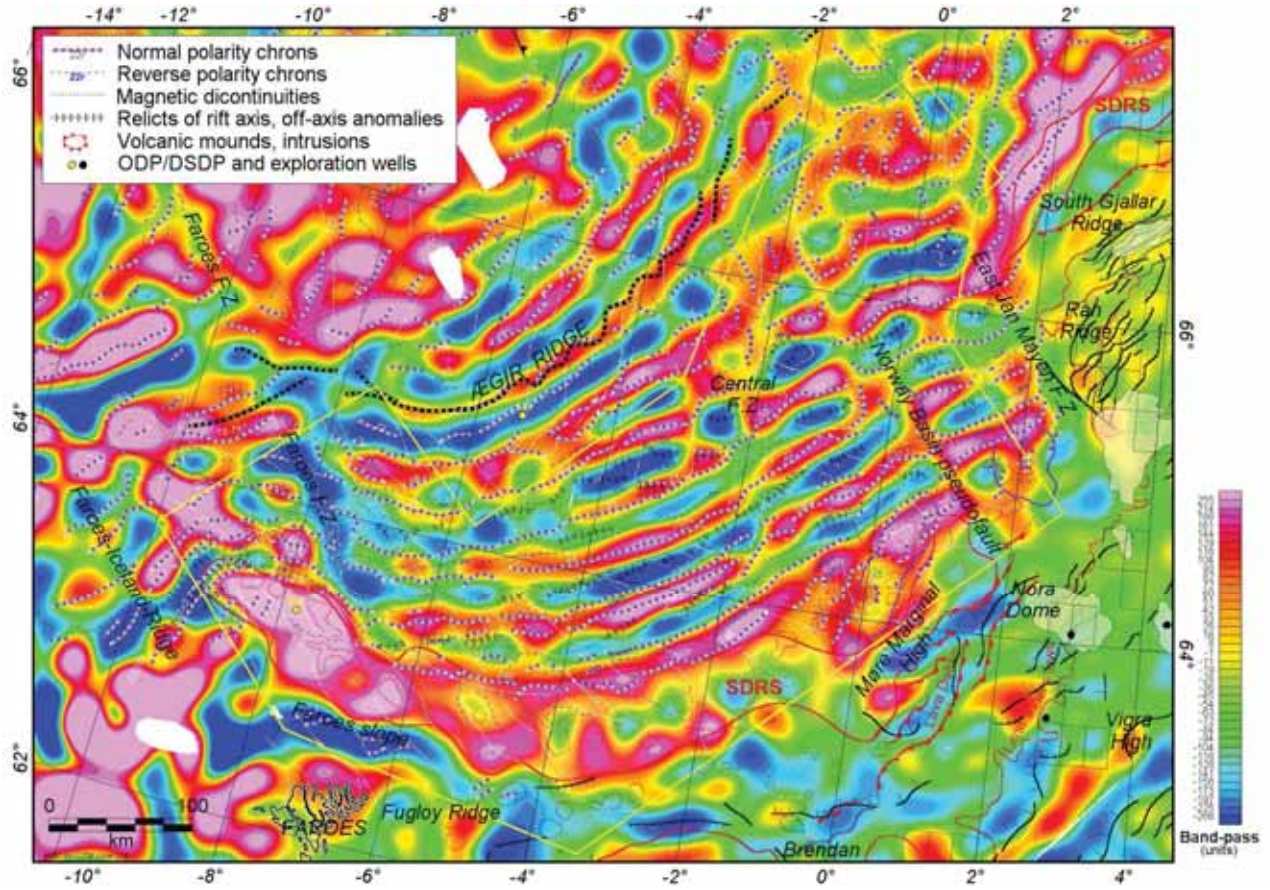 -14° -12° -10° -8° -6° -4° -2° 0° 2°
Normal polarity chrons
Reverse polarity chrons
Magnetic dicontinuities
Relicts of rift axis, off-axis anomalies
Volcanic mounds, intrusions
ODP/DSDP and exploration wells
66°
SDRS
South Gjallar
Ridge
Faroes F-Z
East Jan Mayen F-Z
Ran
Ridge
66°
ÆGIR RIDGE
Norway Basin pseudofault
Central
F-Z
64°
Faroes F-Z
Faroes-Iceland Ridge
Nora
Dome
Møre Marginal
High
64°
SDRS
Lava Delta
Faroes slope
Vigra
High
62°
0 100
km
FAROES
Fugloy Ridge
Brendan
Band-pass
(units)
-10° -8° -6° -4° -2° 0° 2° 4°